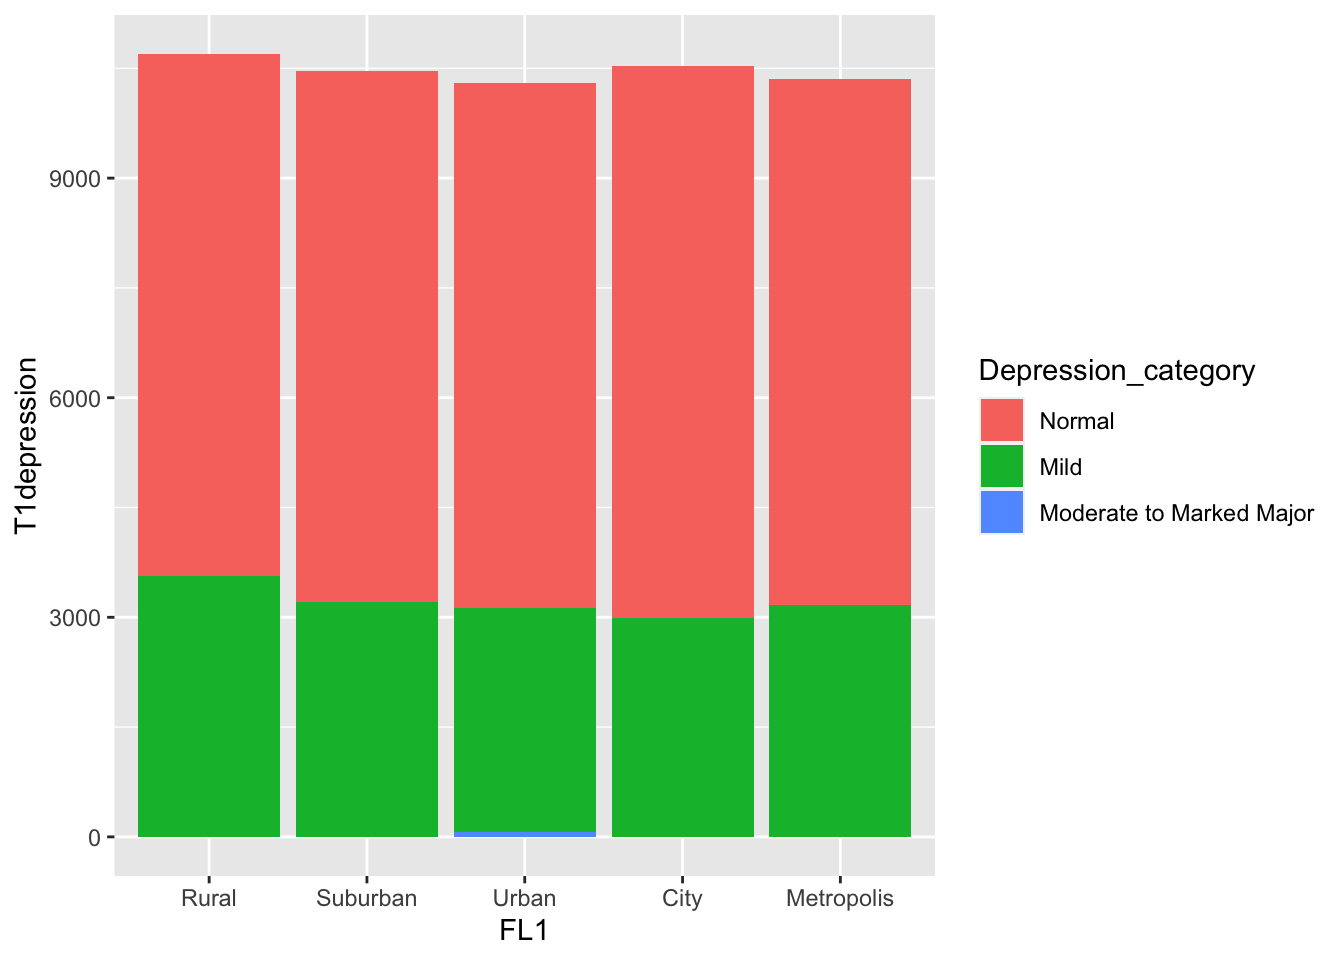 T1depression
9000
6000
3000
0
Rural Suburban Urban City Metropolis
FL1
Depression_category
Normal
Mild
Moderate to Marked Major